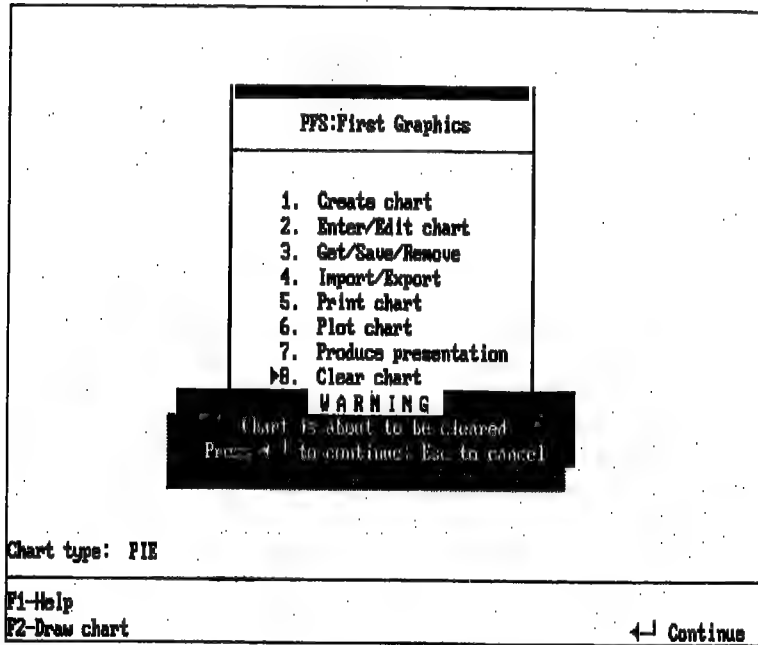 PFS:First Graphics
1. Create chart
2. Enter/Edit chart
3. Get/Save/Remove
4. Import/Export
5. Print chart
6. Plot chart
7. Produce presentation
▶8. Clear chart
WARNING
Chart is about to be cleared
Press ↵ to continue; Esc to cancel
Chart type: PIE
F1-Help
F2-Draw chart
↵ Continue